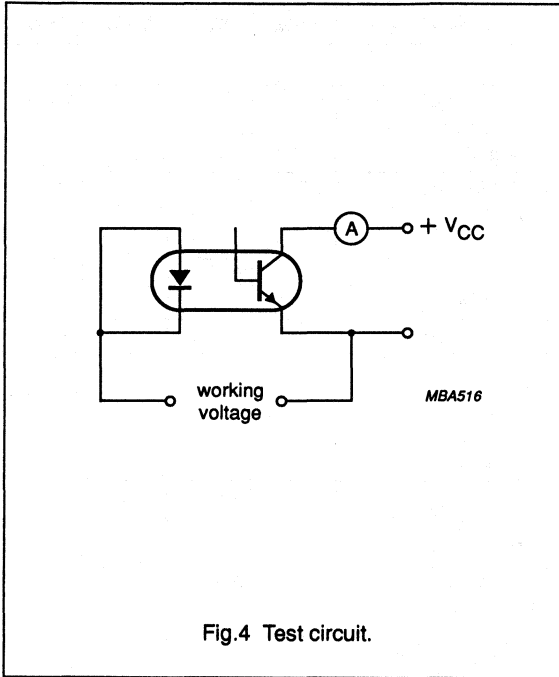 A
+ VCC
working
voltage
MBA516
Fig.4 Test circuit.